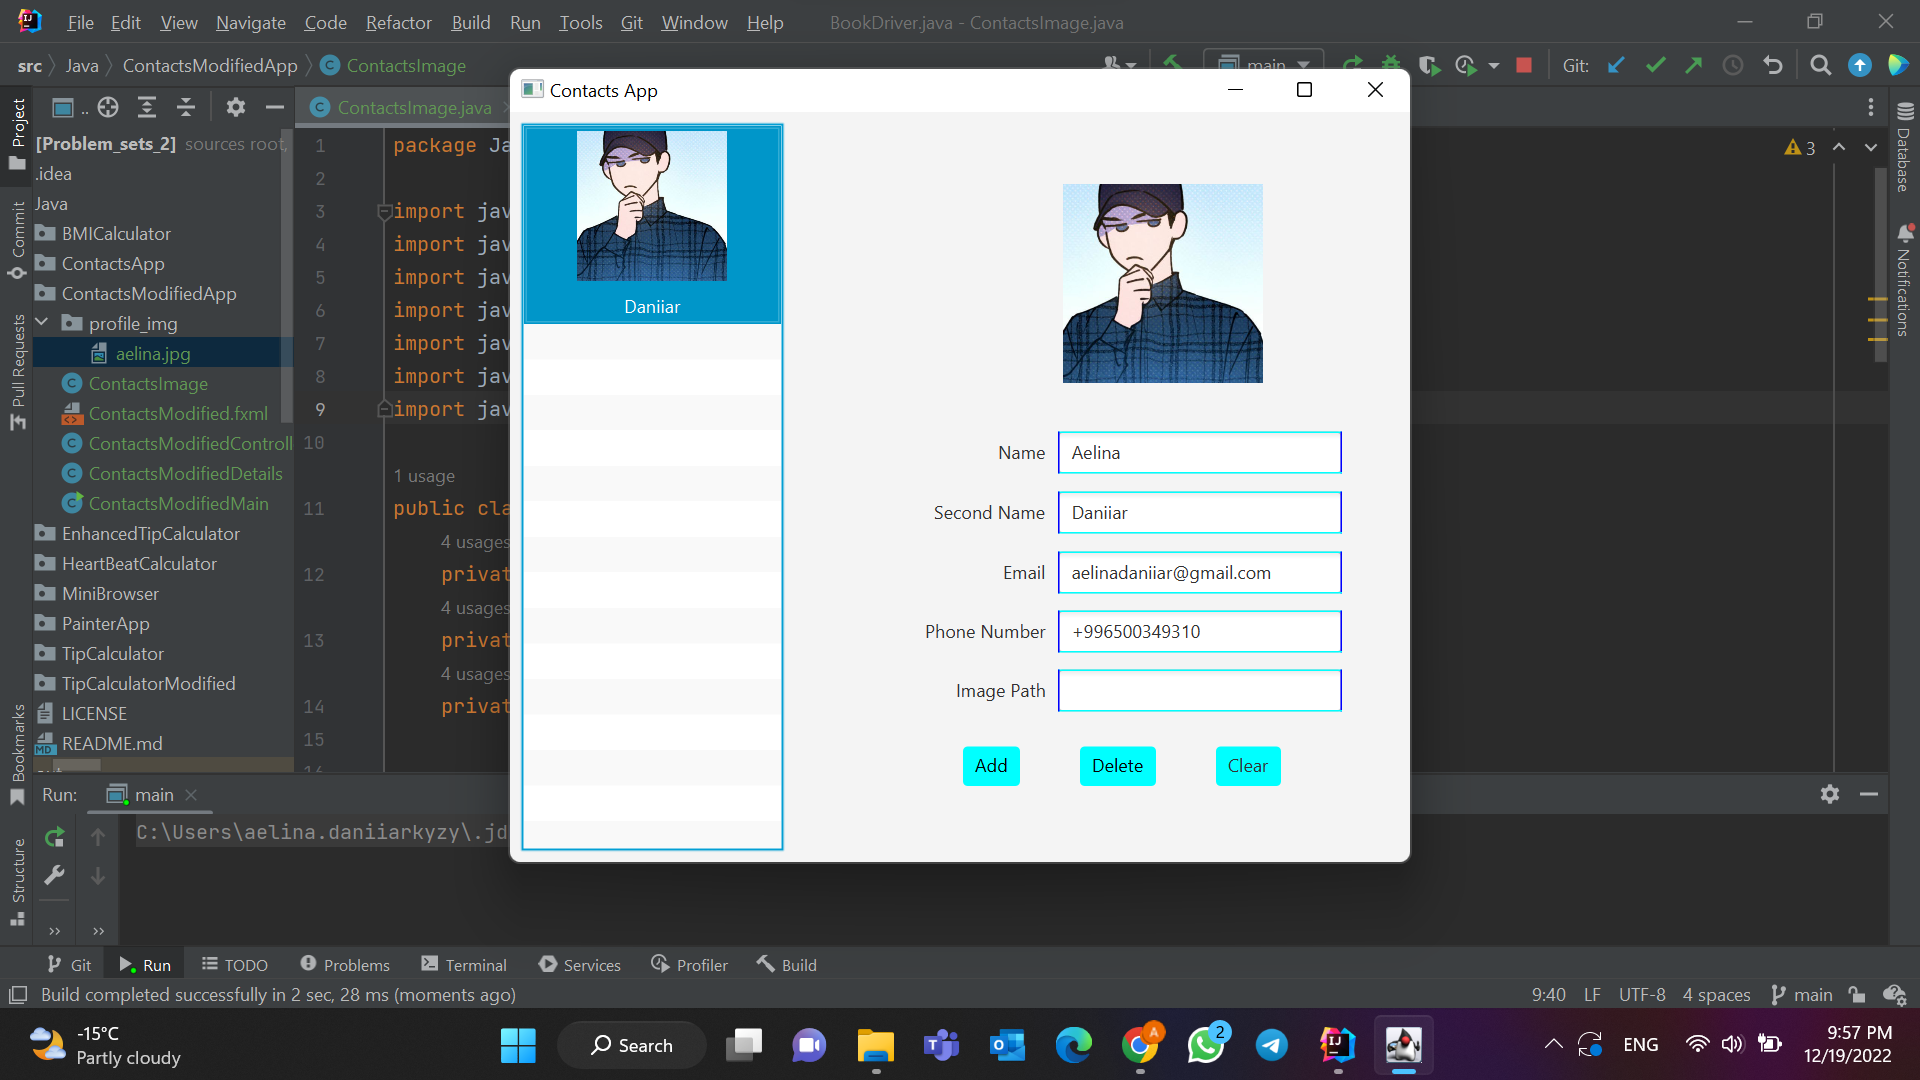 File Edit View Navigate Code Refactor Build Run Tools Git Window Help BookDriver.java - ContactsImage.java
src Java ContactsModifiedApp ContactsImage main Git:
Project
ContactsImage.java
Contacts App
[Problem_sets_2] sources root,
.idea
Java
BMICalculator
ContactsApp
ContactsModifiedApp
profile_img
aelina.jpg
ContactsImage
ContactsModified.fxml
ContactsModifiedControll
ContactsModifiedDetails
ContactsModifiedMain
EnhancedTipCalculator
HeartBeatCalculator
MiniBrowser
PainterApp
TipCalculator
TipCalculatorModified
LICENSE
README.md
Commit
Pull Requests
Bookmarks
Structure
1 package Ja
2
3 import jav
4 import jav
5 import jav
6 import jav
7 import jav
8 import jav
9 import jav
10
1 usage
11 public cla
4 usages
12 privat
4 usages
13 privat
4 usages
14 privat
15
Daniiar
Name Aelina
Second Name Daniiar
Email aelinadaniiar@gmail.com
Phone Number +996500349310
Image Path
Add Delete Clear
3
Database
Notifications
Run: main
C:\Users\aelina.daniiarkyzy\.jd
Git Run TODO Problems Terminal Services Profiler Build
Build completed successfully in 2 sec, 28 ms (moments ago) 9:40 LF UTF-8 4 spaces main
-15°C
Partly cloudy
Search
A
2
ENG
9:57 PM
12/19/2022